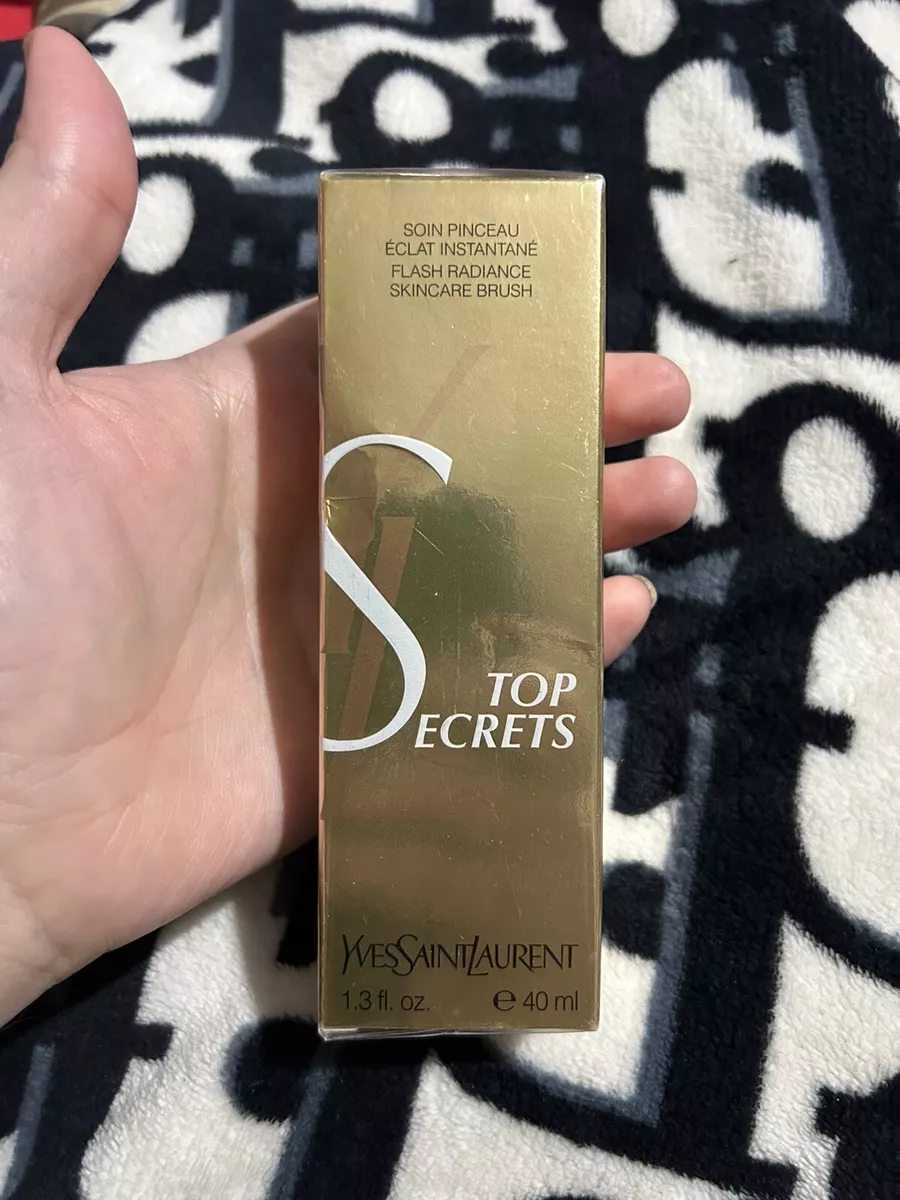 SOIN PINCEAU
ÉCLAT INSTANTANÉ
FLASH RADIANCE
SKINCARE BRUSH
TOP
SECRETS
YVESSAINTLAURENT
1.3 fl. oz. ℮ 40 ml